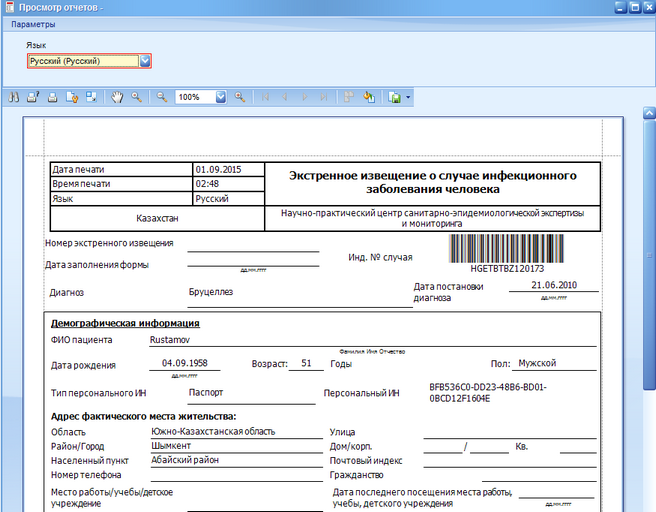 Просмотр отчетов -
Параметры
Язык
Русский (Русский)
100%
Дата печати 01.09.2015
Время печати 02:48
Язык Русский
Экстренное извещение о случае инфекционного
заболевания человека
Казахстан
Научно-практический центр санитарно-эпидемиологической экспертизы
и мониторинга
Номер экстренного извещения
Инд. № случая
HGETBTBZ120173
Дата заполнения формы
дд.мм.гггг
Диагноз Бруцеллез
Дата постановки
диагноза
21.06.2010
дд.мм.гггг
Демографическая информация
ФИО пациента Rustamov
Фамилия Имя Отчество
Дата рождения 04.09.1958 Возраст: 51 Годы Пол: Мужской
дд.мм.гггг
Тип персонального ИН Паспорт Персональный ИН
BFB536C0-DD23-48B6-BD01-
0BCD12F1604E
Адрес фактического места жительства:
Область Южно-Казахстанская область Улица
Район/Город Шымкент Дом/корп. / Кв.
Населенный пункт Абайский район Почтовый индекс
Номер телефона Гражданство
Место работы/учебы/детское
учреждение
Дата последнего посещения места работы,
учебы, детского учреждения
дд.мм.гггг